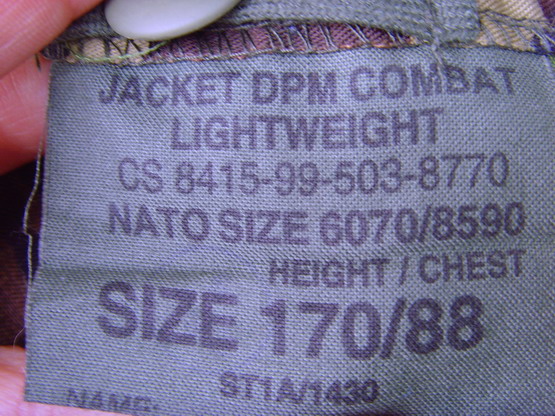 JACKET DPM COMBAT
LIGHTWEIGHT
CS 8415-99-503-8770
NATO SIZE 6070/8590
HEIGHT / CHEST
SIZE 170/88
ST1A/1430
NAME: